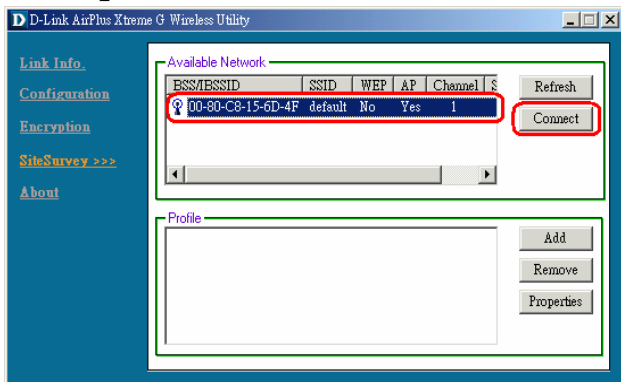 D D-Link AirPlus Xtreme G Wireless Utility
Link Info.
Configuration
Encryption
SiteSurvey >>>
About
Available Network
BSS/IBSSID SSID WEP AP Channel S
00-80-C8-15-6D-4F default No Yes 1
Refresh
Connect
Profile
Add
Remove
Properties